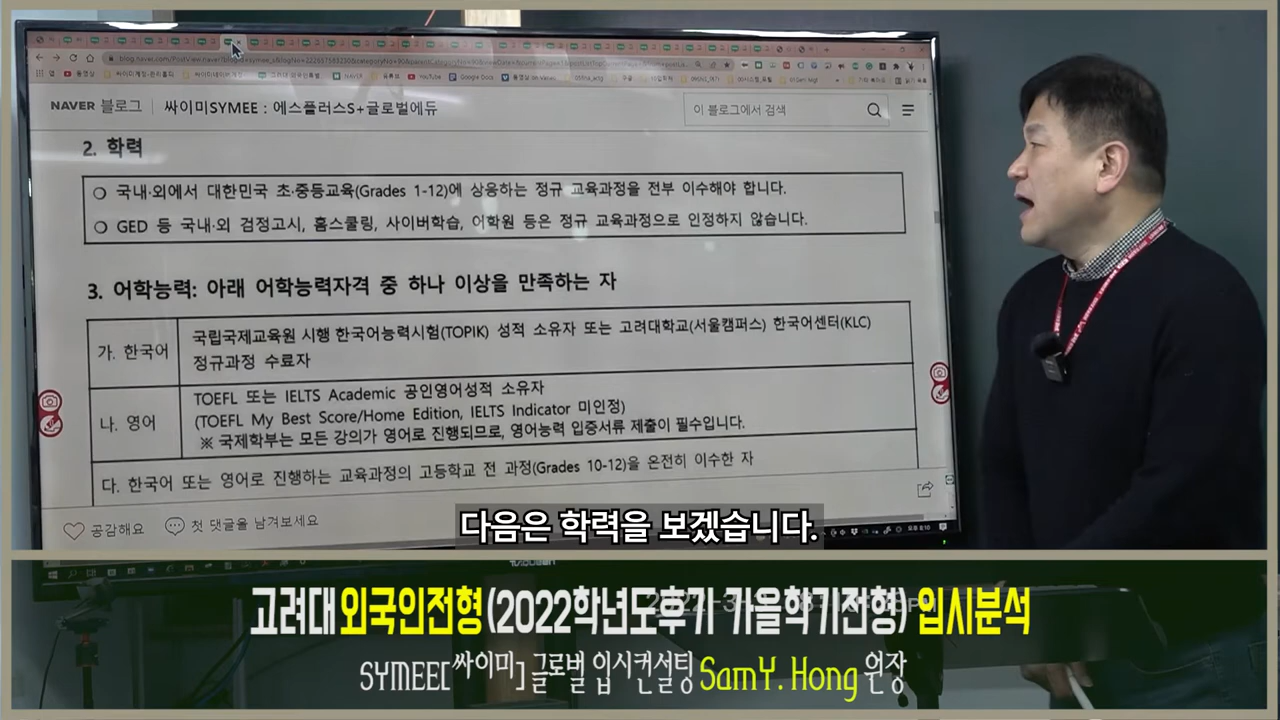 NAVER 블로그 | 싸이미SYMEE : 에스플러스S+글로벌에듀
이 블로그에서 검색
2. 학력
❍ 국내·외에서 대한민국 초·중등교육(Grades 1-12)에 상응하는 정규 교육과정을 전부 이수해야 합니다.
❍ GED 등 국내·외 검정고시, 홈스쿨링, 사이버학습, 어학원 등은 정규 교육과정으로 인정하지 않습니다.
3. 어학능력: 아래 어학능력자격 중 하나 이상을 만족하는 자
가. 한국어
국립국제교육원 시행 한국어능력시험(TOPIK) 성적 소유자 또는 고려대학교(서울캠퍼스) 한국어센터(KLC)
정규과정 수료자
나. 영어
TOEFL 또는 IELTS Academic 공인영어성적 소유자
(TOEFL My Best Score/Home Edition, IELTS Indicator 미인정)
※ 국제학부는 모든 강의가 영어로 진행되므로, 영어능력 입증서류 제출이 필수입니다.
다. 한국어 또는 영어로 진행하는 교육과정의 고등학교 전 과정(Grades 10-12)을 온전히 이수한 자
공감해요 첫 댓글을 남겨보세요
다음은 학력을 보겠습니다.
고려대 외국인전형(2022학년도후기 가을학기전형) 입시분석
SYMEE[싸이미] 글로벌 입시컨설팅 Sam Y. Hong 원장